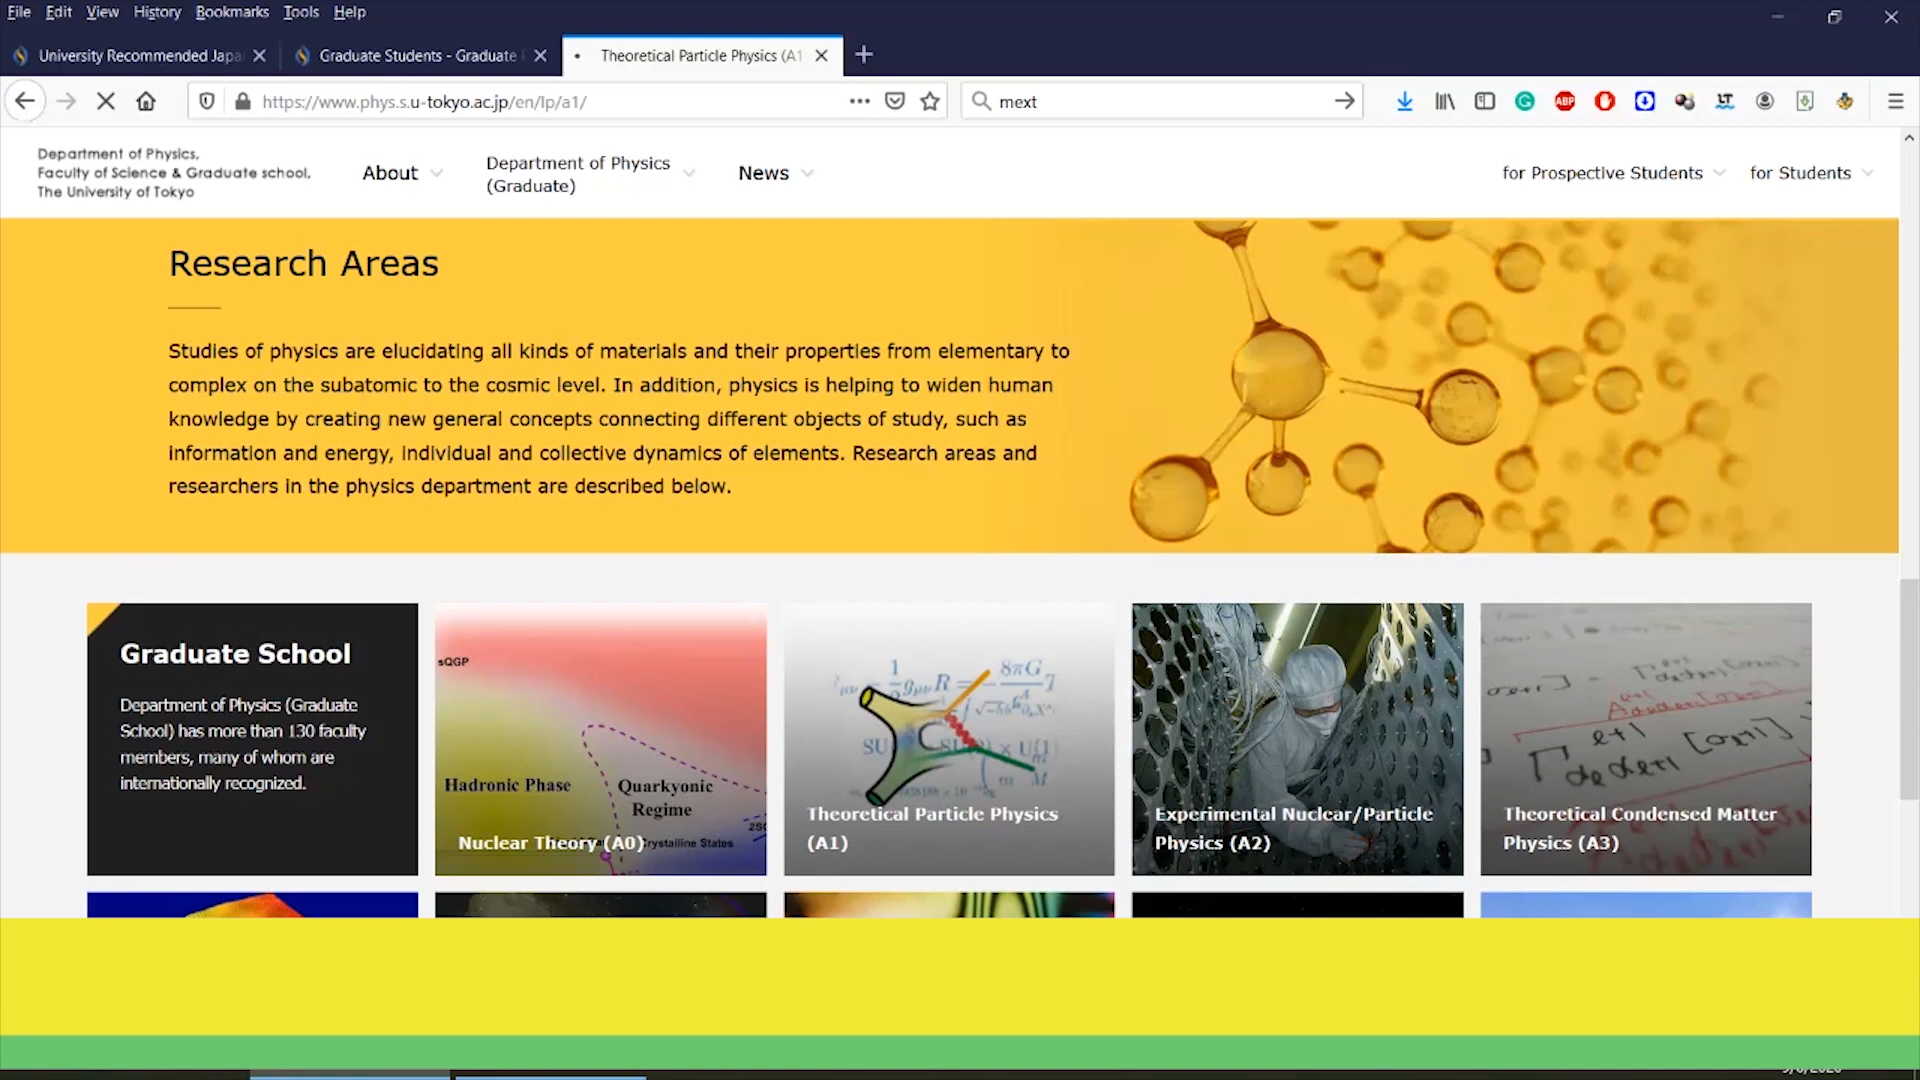 File Edit View History Bookmarks Tools Help
University Recommended Japa
Graduate Students - Graduate
Theoretical Particle Physics (A1
https://www.phys.s.u-tokyo.ac.jp/en/lp/a1/
mext
Department of Physics,
Faculty of Science & Graduate school,
The University of Tokyo
About
Department of Physics
(Graduate)
News
for Prospective Students
for Students
Research Areas
Studies of physics are elucidating all kinds of materials and their properties from elementary to
complex on the subatomic to the cosmic level. In addition, physics is helping to widen human
knowledge by creating new general concepts connecting different objects of study, such as
information and energy, individual and collective dynamics of elements. Research areas and
researchers in the physics department are described below.
Graduate School
Department of Physics (Graduate
School) has more than 130 faculty
members, many of whom are
internationally recognized.
sQGP
Hadronic Phase
Quarkyonic
Regime
Nuclear Theory (A0)
Theoretical Particle Physics
(A1)
Experimental Nuclear/Particle
Physics (A2)
Theoretical Condensed Matter
Physics (A3)